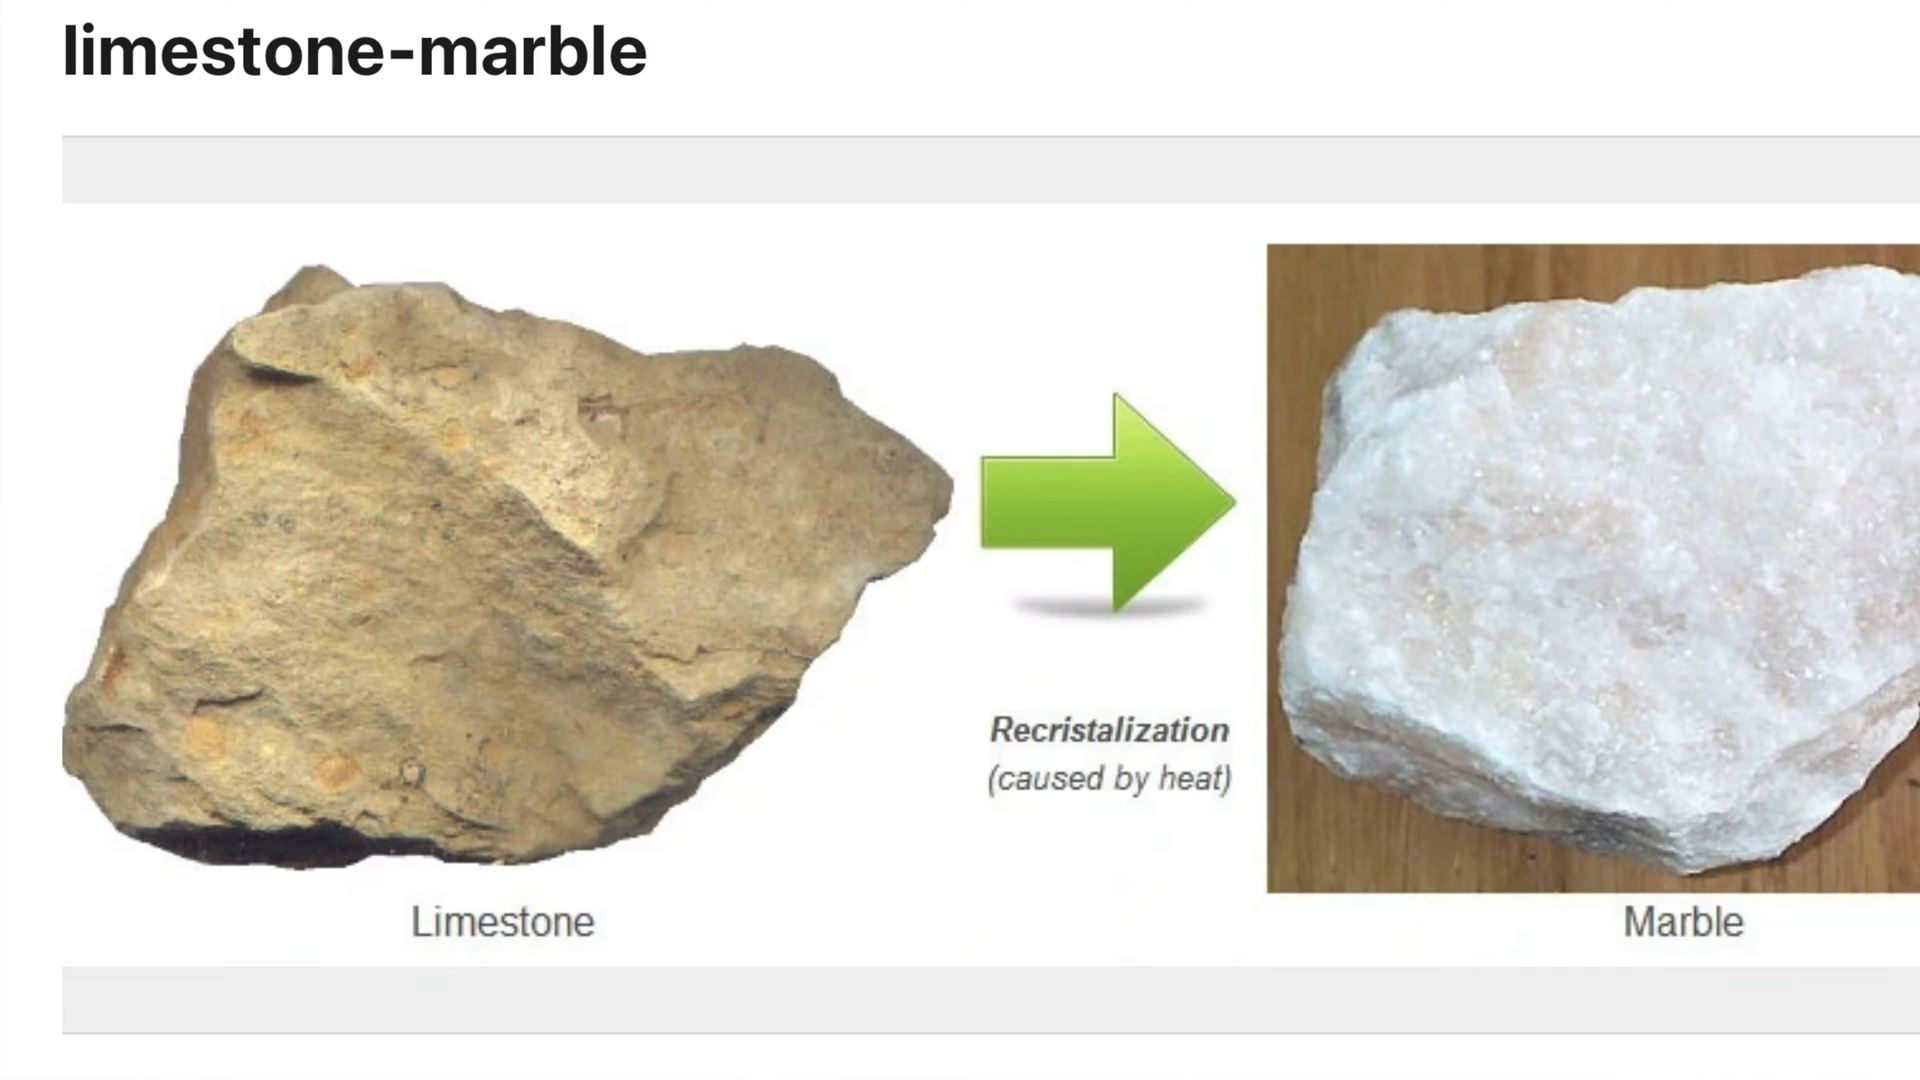 limestone-marble
Recristalization
(caused by heat)
Limestone
Marble